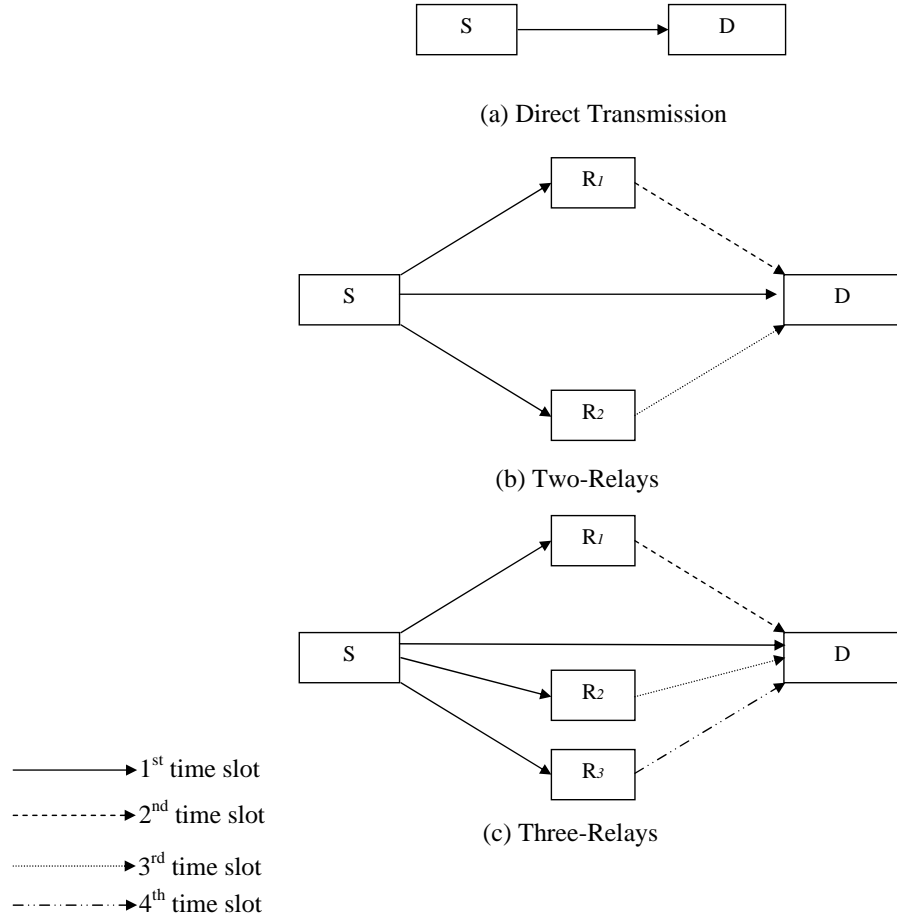 S
D
(a) Direct Transmission
R1
S
D
R2
(b) Two-Relays
R1
S
D
R2
R3
1st time slot
2nd time slot
(c) Three-Relays
3rd time slot
4th time slot